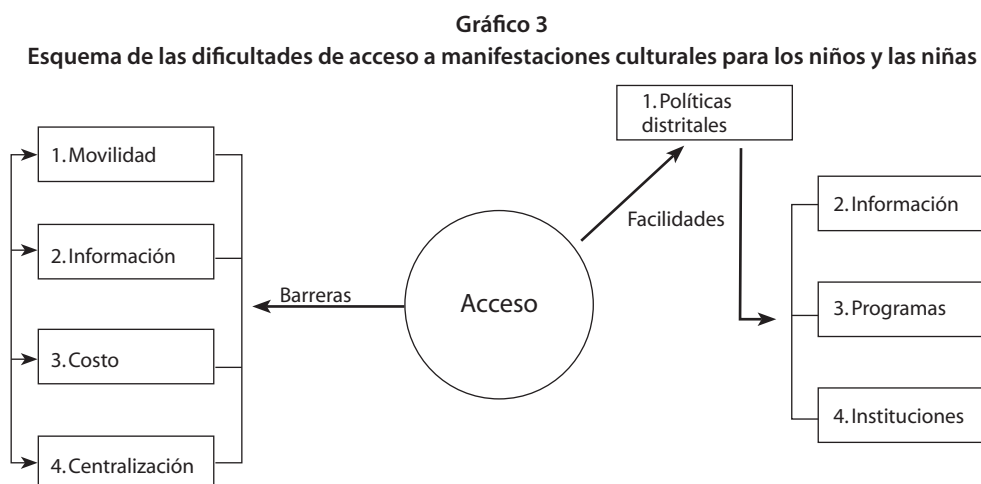 Gráfico 3
Esquema de las dificultades de acceso a manifestaciones culturales para los niños y las niñas
1. Políticas
distritales
1. Movilidad
2. Información
Facilidades
2. Información
Barreras
Acceso
3. Programas
3. Costo
4. Instituciones
4. Centralización